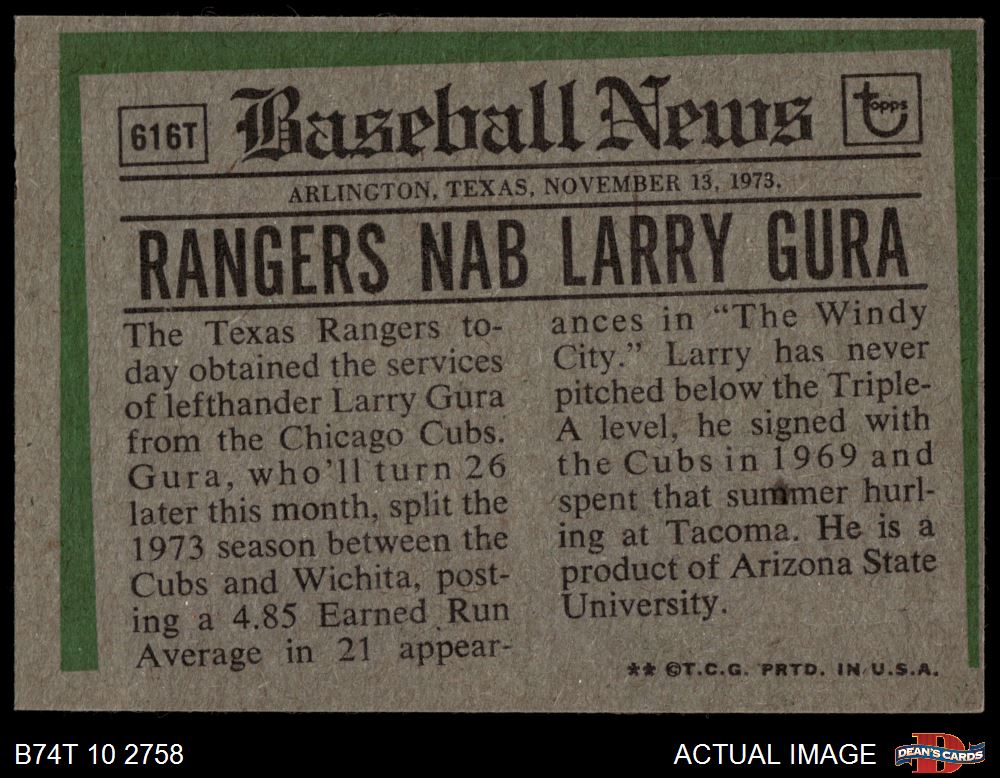 616T
Baseball News
topps
ARLINGTON, TEXAS, NOVEMBER 13, 1973.
RANGERS NAB LARRY GURA
The Texas Rangers to-
day obtained the services
of lefthander Larry Gura
from the Chicago Cubs.
Gura, who'll turn 26
later this month, split the
1973 season between the
Cubs and Wichita, post-
ing a 4.85 Earned Run
Average in 21 appear-
ances in “The Windy
City.” Larry has never
pitched below the Triple-
A level, he signed with
the Cubs in 1969 and
spent that summer hurl-
ing at Tacoma. He is a
product of Arizona State
University.
** ©T.C.G. PRTD. IN U.S.A.
B74T 10 2758
ACTUAL IMAGE
DEAN'S CARDS